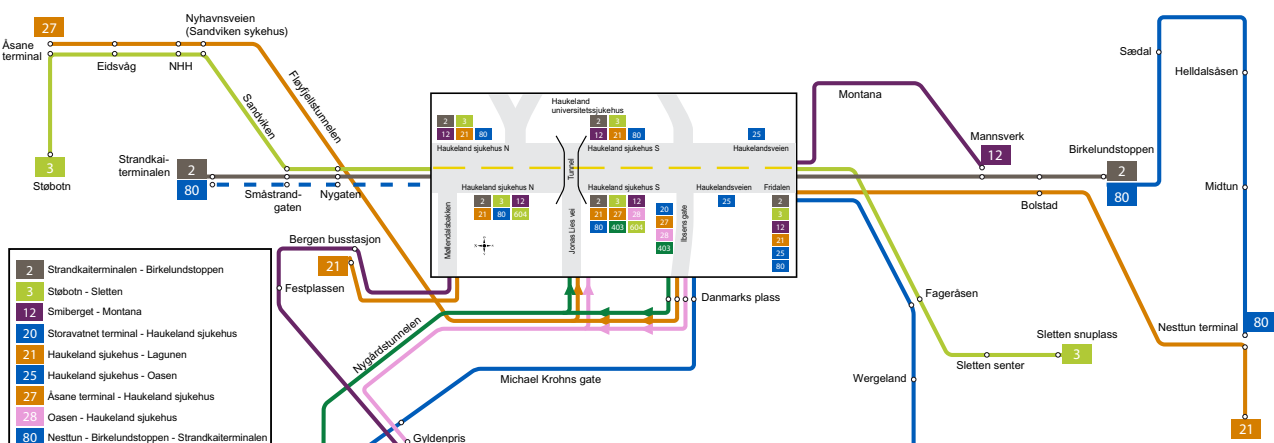 27
Åsane
terminal
Eidsvåg
NHH
Nyhavnsveien
(Sandviken sykehus)
Fløyfjellstunnelen
Sandviken
3
Støbotn
Strandkai-
terminalen
2
80
Småstrand-
gaten
Nygaten
Haukeland
universitetssjukehus
2 3
12 21 80
Haukeland sjukehus N
2 3
12 21 80
Haukeland sjukehus S
25
Haukelandsveien
Tunnel
Haukeland sjukehus N
2 3 12
21 80 604
Haukeland sjukehus S
2 3 12
21 27 28
80 403 604
20
27
28
403
Haukelandsveien
25
Fridalen
2
3
12
21
25
80
Møllendalsbakken
Jonas Lies vei
Ibsens gate
Montana
Mannsverk
12
Birkelundstoppen
2
80
Bolstad
Sædal
Helldalsåsen
Midtun
Nesttun terminal
80
21
Fageråsen
Sletten snuplass
3
Sletten senter
Wergeland
Danmarks plass
Michael Krohns gate
Nygårdstunnelen
Gyldenpris
Bergen busstasjon
21
Festplassen
2 Strandkaiterminalen - Birkelundstoppen
3 Støbotn - Sletten
12 Smiberget - Montana
20 Storavatnet terminal - Haukeland sjukehus
21 Haukeland sjukehus - Lagunen
25 Haukeland sjukehus - Oasen
27 Åsane terminal - Haukeland sjukehus
28 Oasen - Haukeland sjukehus
80 Nesttun - Birkelundstoppen - Strandkaiterminalen